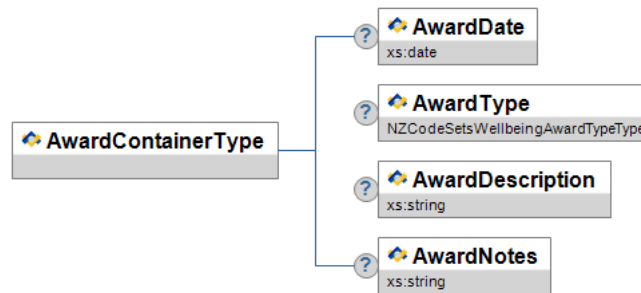 ?
AwardDate
xs:date
?
AwardType
NZCodeSetsWellbeingAwardTypeType
AwardContainerType
?
AwardDescription
xs:string
?
AwardNotes
xs:string